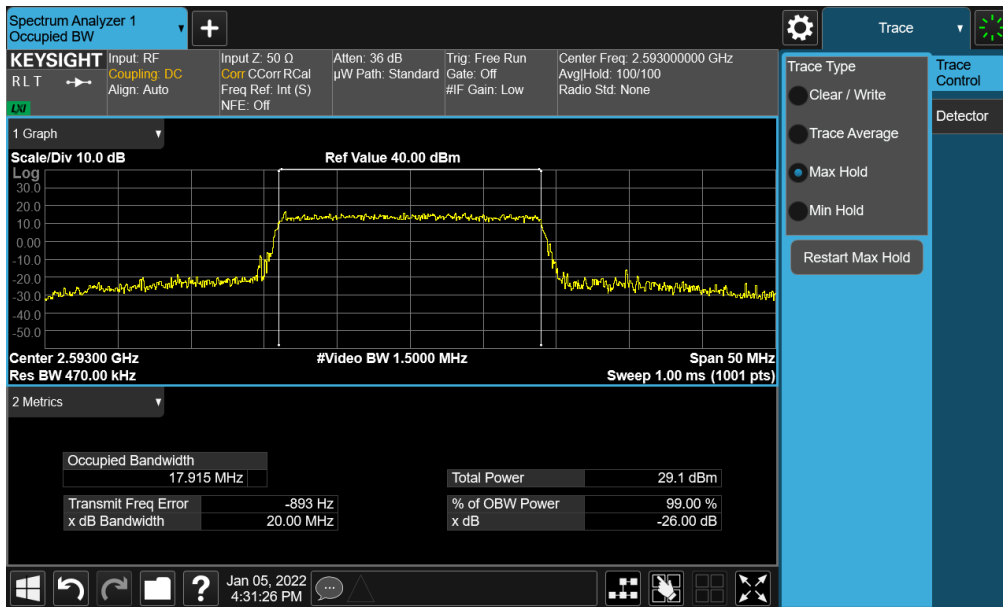 Spectrum Analyzer 1
Occupied BW
+
Trace
KEYSIGHT
R L T
LXI
Input: RF
Coupling: DC
Align: Auto
Input Z: 50 Ω
Corr CCorr RCal
Freq Ref: Int (S)
NFE: Off
Atten: 36 dB
µW Path: Standard
Trig: Free Run
Gate: Off
#IF Gain: Low
Center Freq: 2.593000000 GHz
Avg|Hold: 100/100
Radio Std: None
Trace Type
Clear / Write
Trace Average
Max Hold
Min Hold
Restart Max Hold
Trace
Control
Detector
1 Graph
Scale/Div 10.0 dB
Ref Value 40.00 dBm
Log
30.0
20.0
10.0
0.00
-10.0
-20.0
-30.0
-40.0
-50.0
Center 2.59300 GHz
#Video BW 1.5000 MHz
Span 50 MHz
Res BW 470.00 kHz
Sweep 1.00 ms (1001 pts)
2 Metrics
Occupied Bandwidth
17.915 MHz
Total Power 29.1 dBm
Transmit Freq Error -893 Hz
% of OBW Power 99.00 %
x dB Bandwidth 20.00 MHz
x dB -26.00 dB
?
Jan 05, 2022
4:31:26 PM